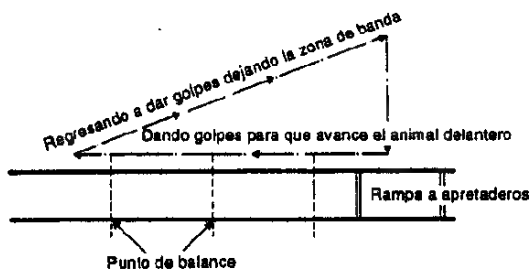 Regresando a dar golpes dejando la zona de banda
Dando golpes para que avance el animal delantero
Rampa a apretaderos
Punto de balance